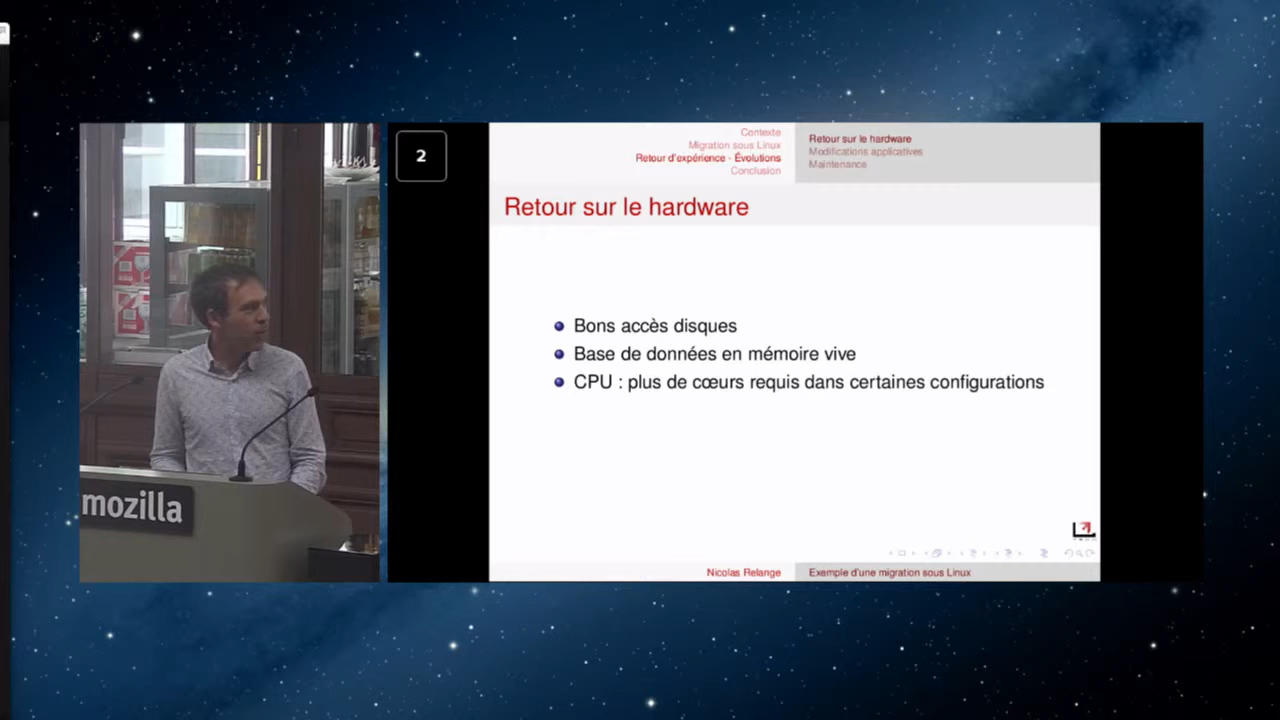 mozilla
2
Contexte
Migration sous Linux
Retour d'expérience - Évolutions
Conclusion
Retour sur le hardware
Modifications applicatives
Maintenance
Retour sur le hardware
Bons accès disques
Base de données en mémoire vive
CPU : plus de cœurs requis dans certaines configurations
Nicolas Relange
Exemple d'une migration sous Linux